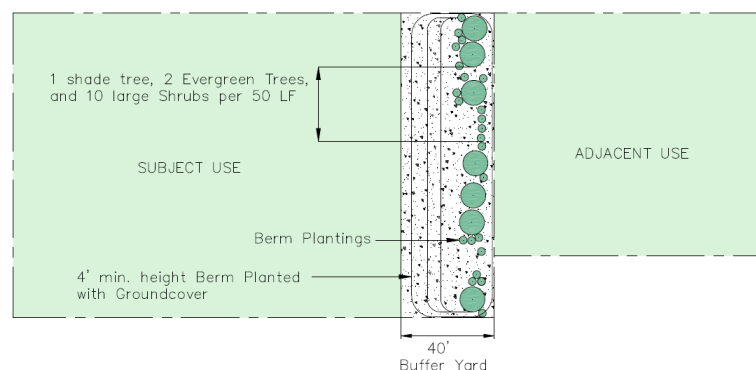 1 shade tree, 2 Evergreen Trees,
and 10 large Shrubs per 50 LF
SUBJECT USE
ADJACENT USE
Berm Plantings
4' min. height Berm Planted
with Groundcover
40'
Buffer Yard